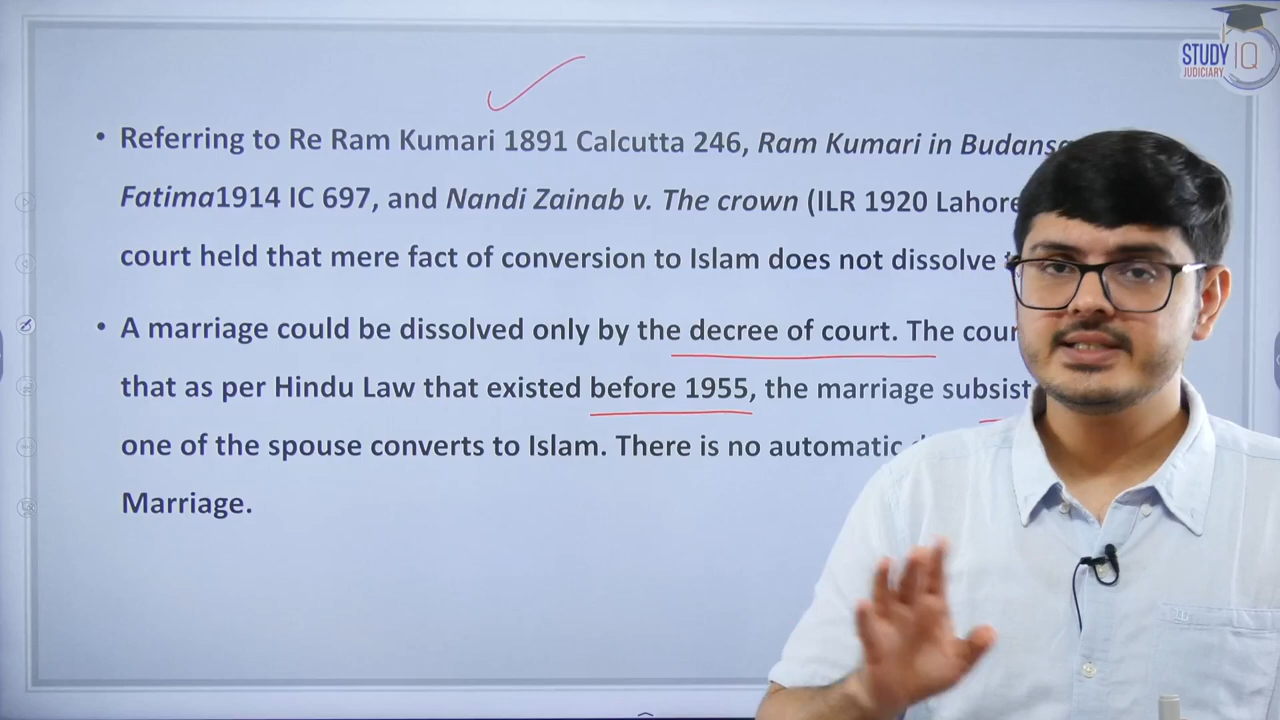 STUDY IQ
JUDICIARY
• Referring to Re Ram Kumari 1891 Calcutta 246, Ram Kumari in
Fatima1914 IC 697, and Nandi Zainab v. The crown (ILR 1920 Lahore
court held that mere fact of conversion to Islam does not dissolve
• A marriage could be dissolved only by the decree of court. The
that as per Hindu Law that existed before 1955, the marriage
one of the spouse converts to Islam. There is no automatic
Marriage.